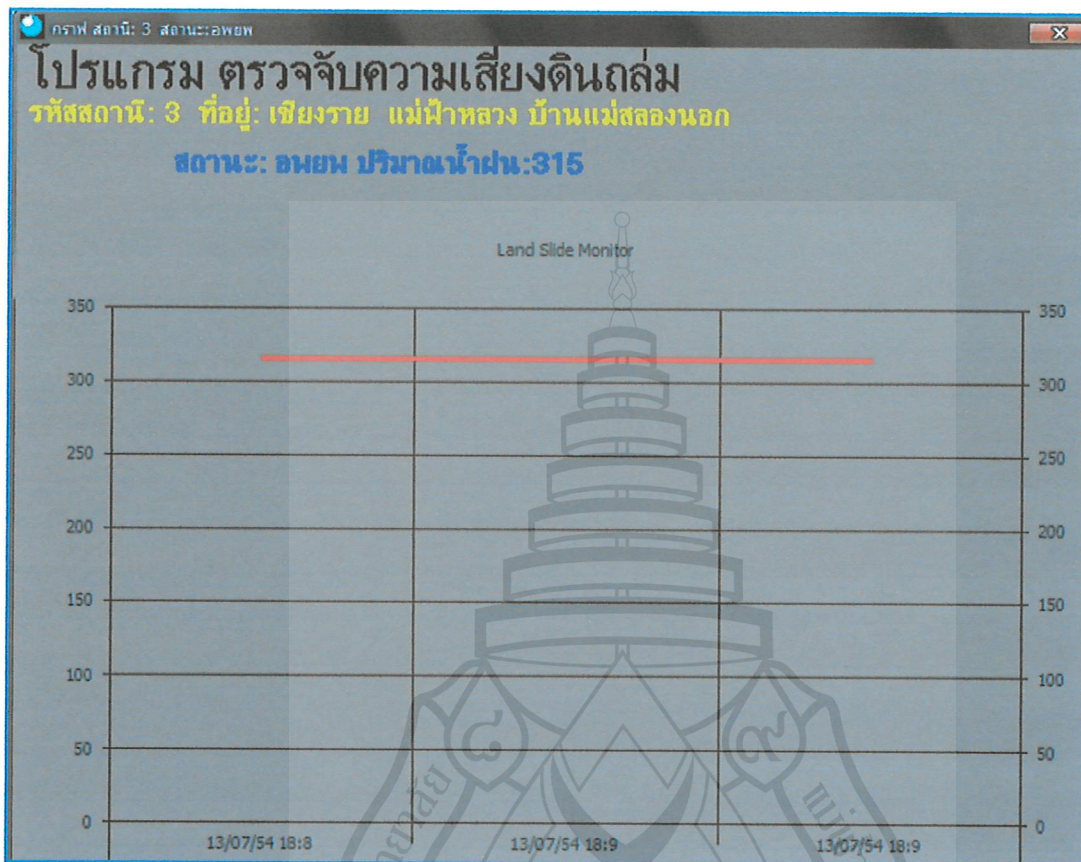 กราฟ สถานี: 3 สถานะ:อพยพ
โปรแกรม ตรวจจับความเสี่ยงดินถล่ม
รหัสสถานี: 3 ที่อยู่: เชียงราย แม่ฟ้าหลวง บ้านแม่สลองนอก
สถานะ: อพยพ ปริมาณน้ำฝน:315
Land Slide Monitor
350 350
300 300
250 250
200 200
150 150
100 100
50 50
0 0
13/07/54 18:8 13/07/54 18:9 13/07/54 18:9